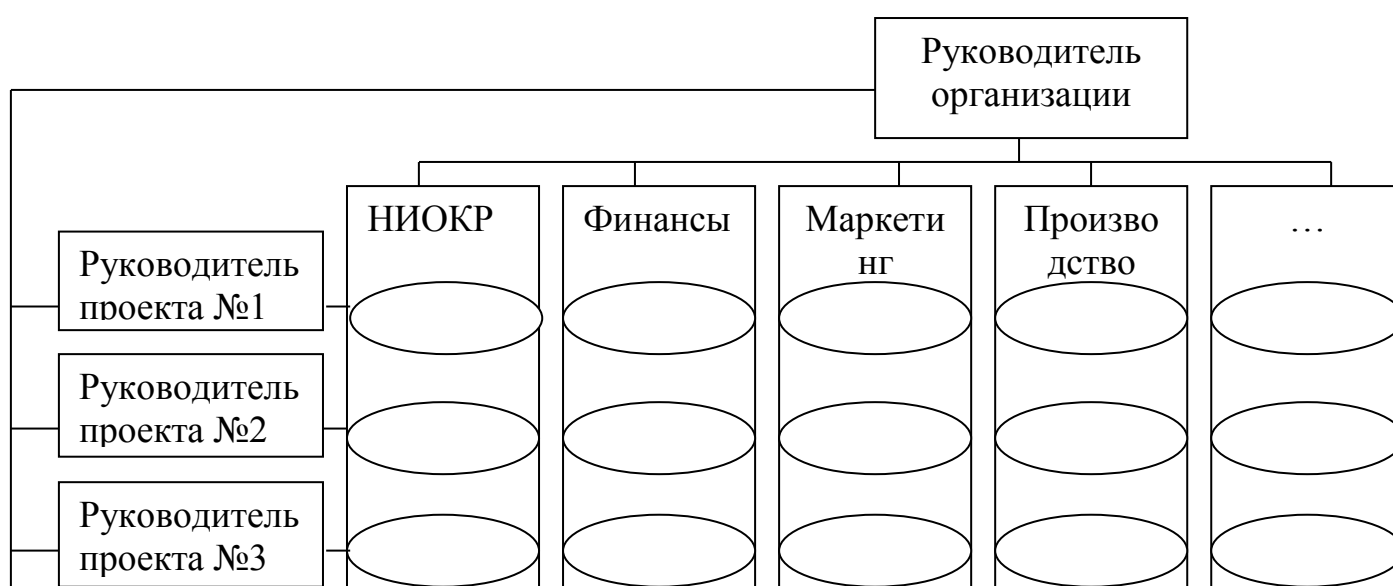 Руководитель
организации
НИОКР
Финансы
Маркети
нг
Произво
дство
…
Руководитель
проекта №1
Руководитель
проекта №2
Руководитель
проекта №3